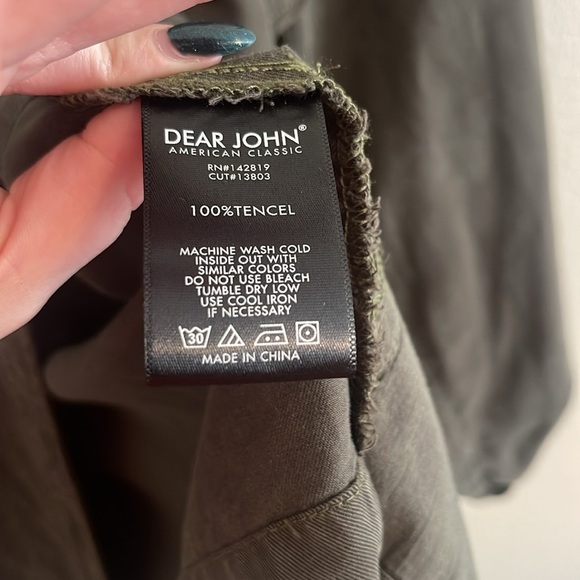 DEAR JOHN®
AMERICAN CLASSIC
RN#142819
CUT#13803
100%TENCEL
MACHINE WASH COLD
INSIDE OUT WITH
SIMILAR COLORS
DO NOT USE BLEACH
TUMBLE DRY LOW
USE COOL IRON
IF NECESSARY
30
MADE IN CHINA